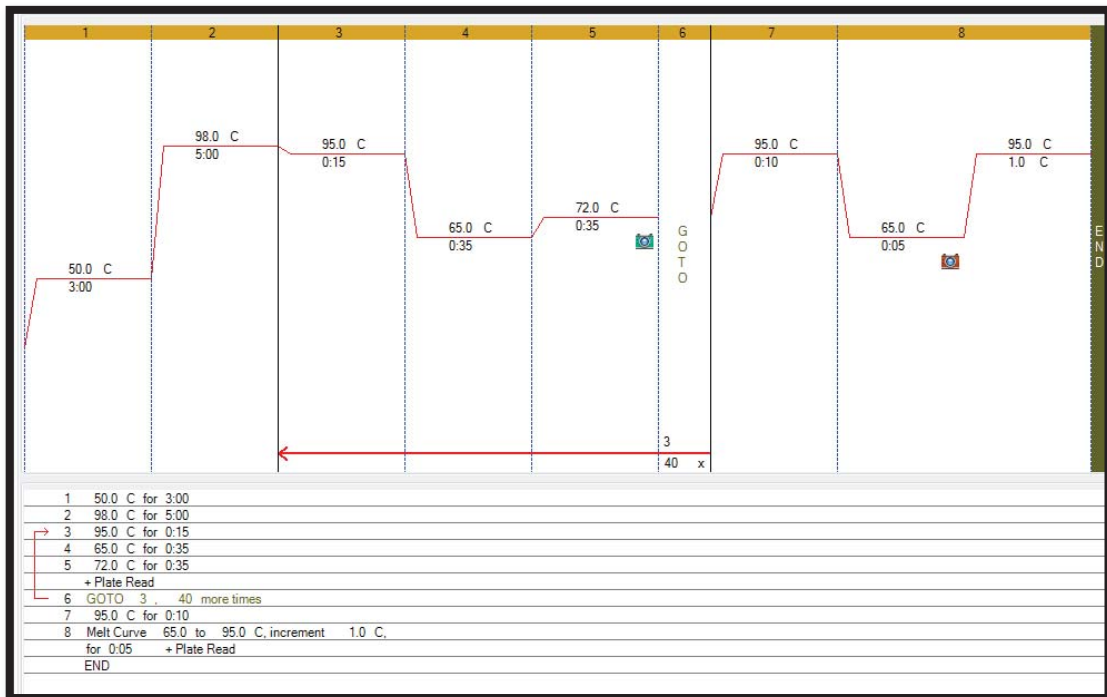 1 2 3 4 5 6 7 8
98.0 C
5:00
95.0 C
0:15
95.0 C
0:10
95.0 C
1.0 C
72.0 C
0:35
65.0 C
0:35
65.0 C
0:05
50.0 C
3:00
G
O
T
O
E
N
D
3
40 x
1 50.0 C for 3:00
2 98.0 C for 5:00
3 95.0 C for 0:15
4 65.0 C for 0:35
5 72.0 C for 0:35
+ Plate Read
6 GOTO 3 , 40 more times
7 95.0 C for 0:10
8 Melt Curve 65.0 to 95.0 C, increment 1.0 C,
for 0:05 + Plate Read
END